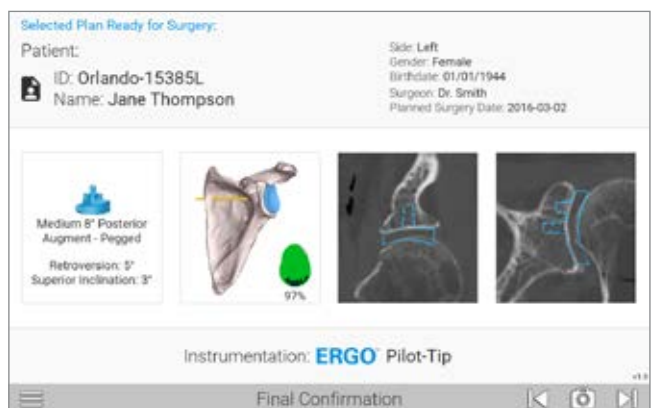 Selected Plan Ready for Surgery:
Patient:
ID: Orlando-15385L
Name: Jane Thompson
Side: Left
Gender: Female
Birthdate: 01/01/1944
Surgeon: Dr. Smith
Planned Surgery Date: 2016-03-02
Medium 8° Posterior
Augment - Pegged
Retroversion: 5°
Superior Inclination: 3°
97%
Instrumentation: ERGO™ Pilot-Tip
Final Confirmation